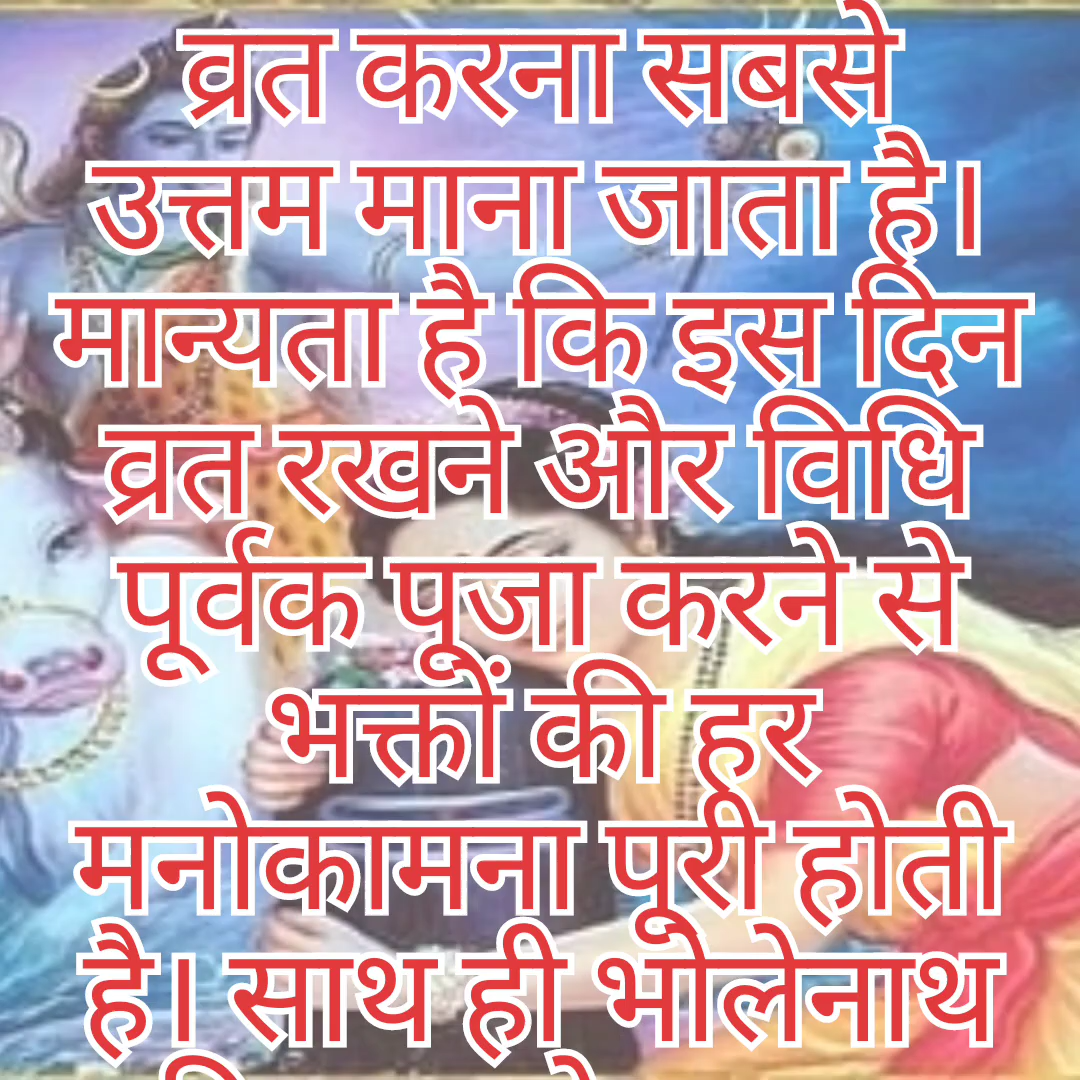 व्रत करना सबसे
उत्तम माना जाता है।
मान्यता है कि इस दिन
व्रत रखने और विधि
पूर्वक पूजा करने से
भक्तों की हर
मनोकामना पूरी होती
है। साथ ही भोलेनाथ